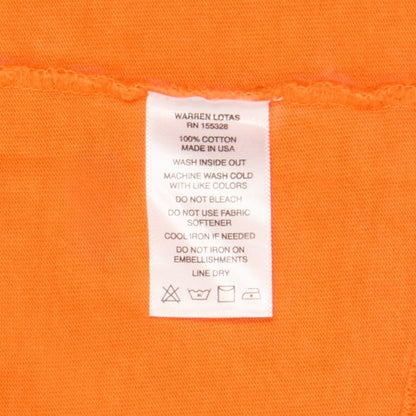 WARREN LOTAS
RN 155328
100% COTTON
MADE IN USA
WASH INSIDE OUT
MACHINE WASH COLD
WITH LIKE COLORS
DO NOT BLEACH
DO NOT USE FABRIC
SOFTENER
COOL IRON IF NEEDED
DO NOT IRON ON
EMBELLISHMENTS
LINE DRY